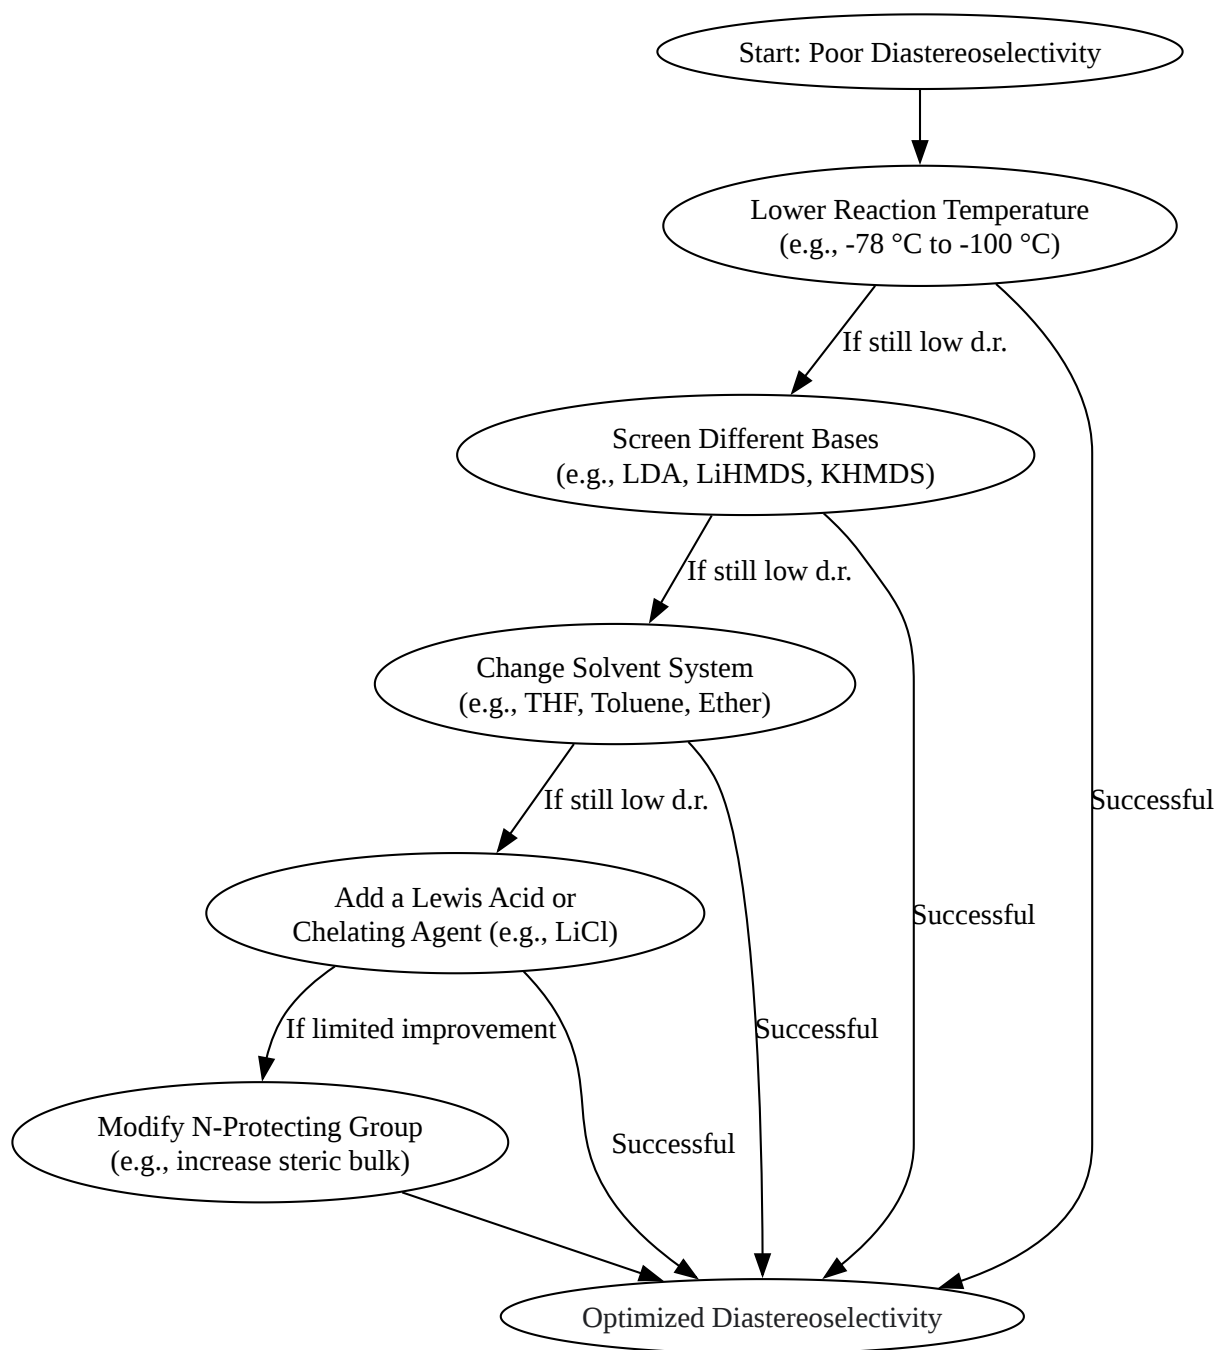 Start: Poor Diastereoselectivity
Lower Reaction Temperature
(e.g., -78 °C to -100 °C)
If still low d.r.
Screen Different Bases
(e.g., LDA, LiHMDS, KHMDS)
If still low d.r.
Change Solvent System
(e.g., THF, Toluene, Ether)
If still low d.r.
Successful
Add a Lewis Acid or
Chelating Agent (e.g., LiCl)
Successful
If limited improvement
Successful
Modify N-Protecting Group
(e.g., increase steric bulk)
Successful
Optimized Diastereoselectivity